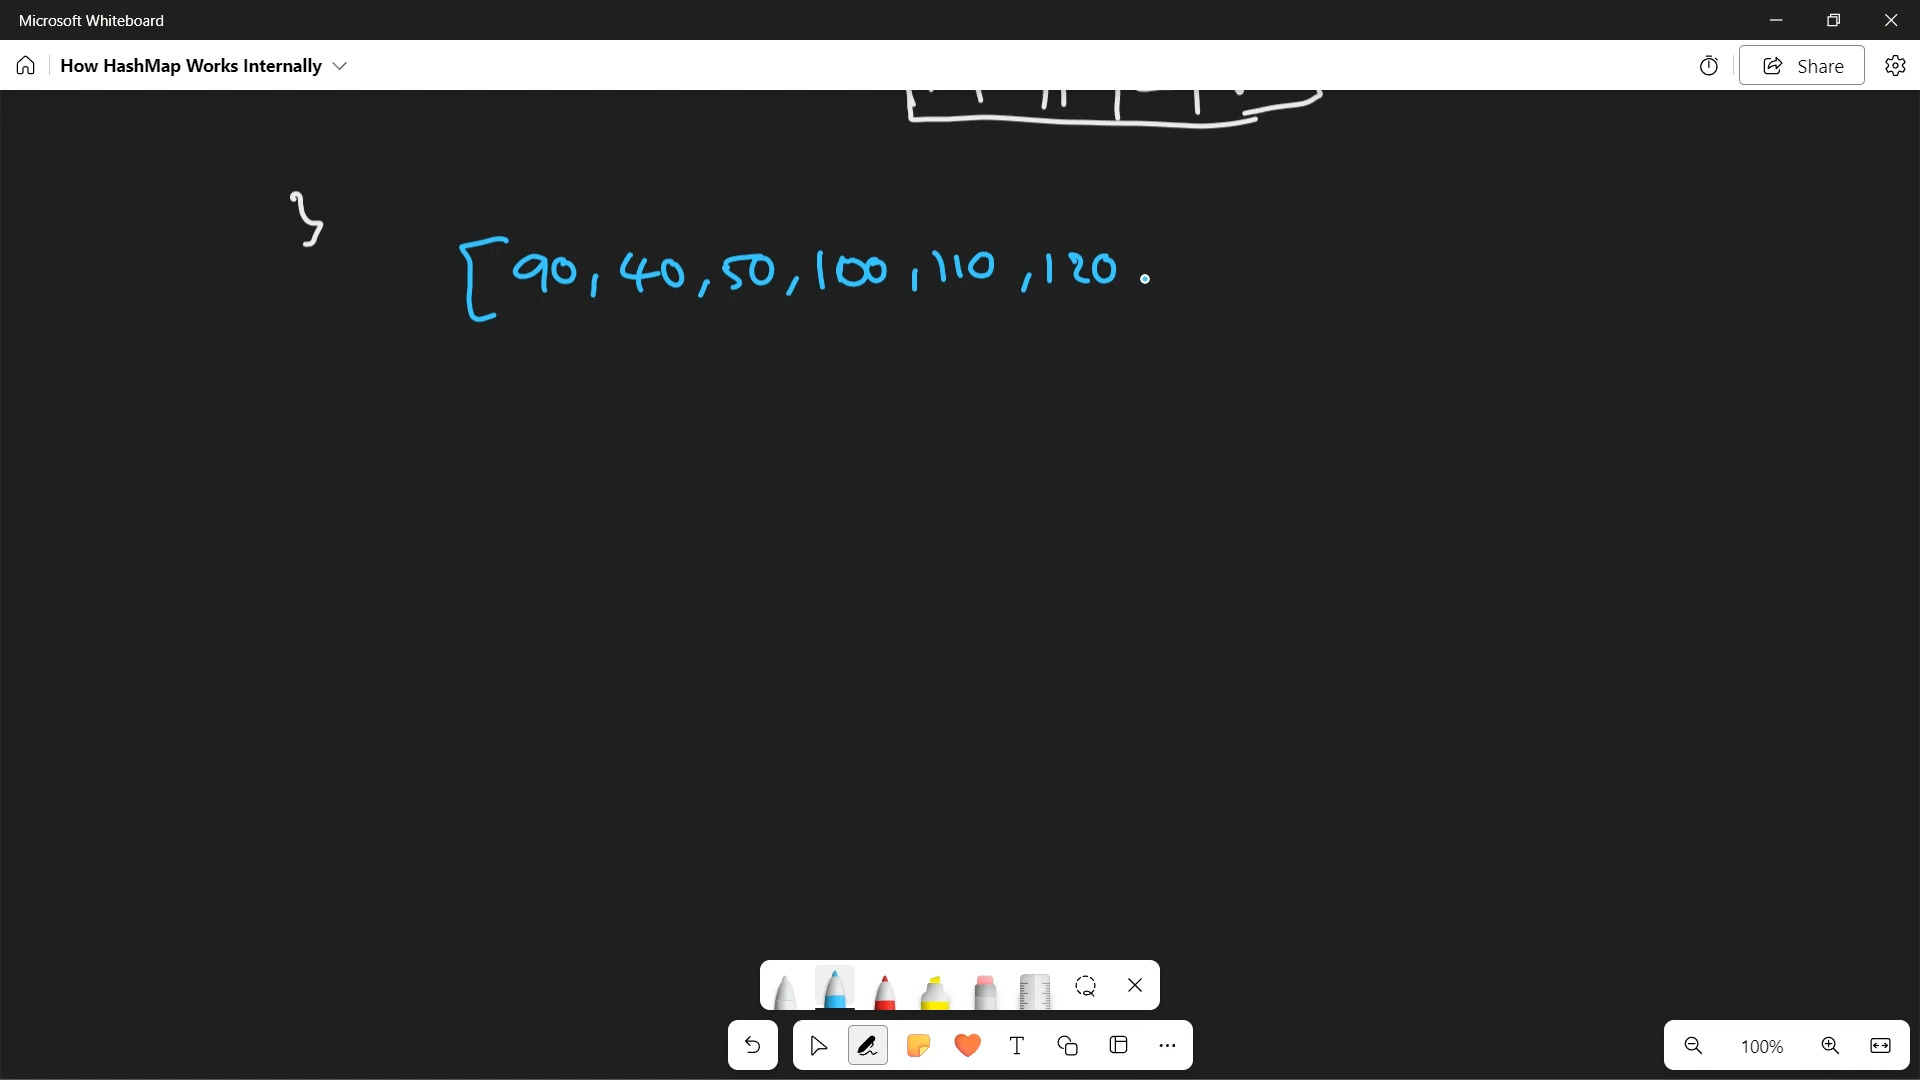 Microsoft Whiteboard
How HashMap Works Internally
Share
}
[90, 40, 50, 100, 110, 120
100%